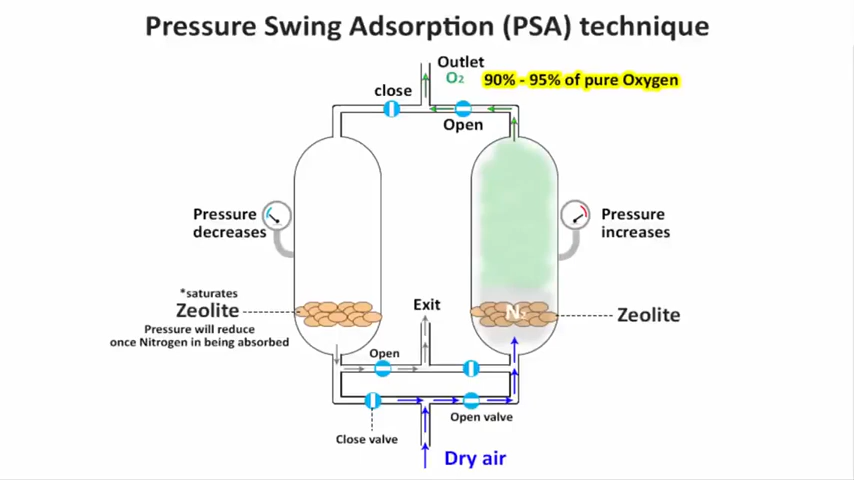 Pressure Swing Adsorption (PSA) technique
Outlet
O2
90% - 95% of pure Oxygen
close
Open
Pressure
decreases
Pressure
increases
*saturates
Zeolite
Pressure will reduce
once Nitrogen in being absorbed
Exit
N2
Zeolite
Open
Open valve
Close valve
Dry air